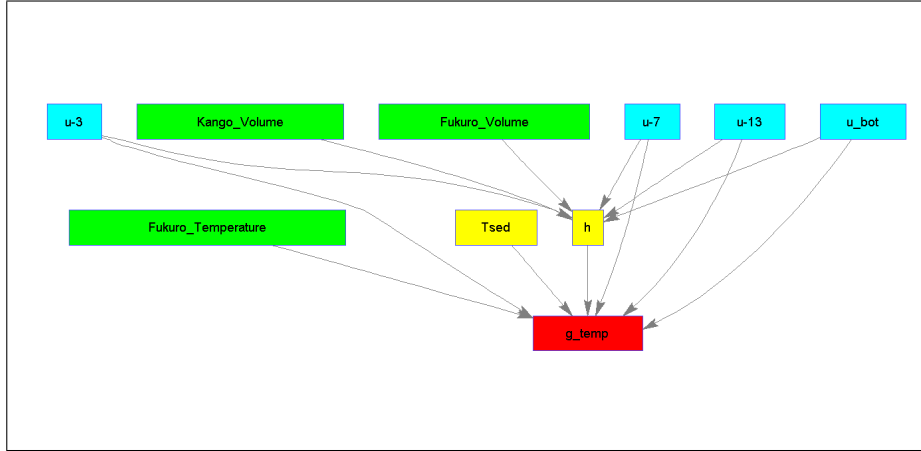 u-3
Kango_Volume
Fukuro_Volume
u-7
u-13
u_bot
Fukuro_Temperature
Tsed
h
g_temp